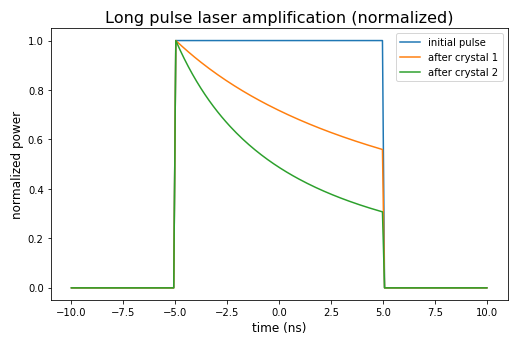 Long pulse laser amplification (normalized)
initial pulse
after crystal 1
after crystal 2
normalized power
1.0
0.8
0.6
0.4
0.2
0.0
−10.0
−7.5
−5.0
−2.5
0.0
2.5
5.0
7.5
10.0
time (ns)